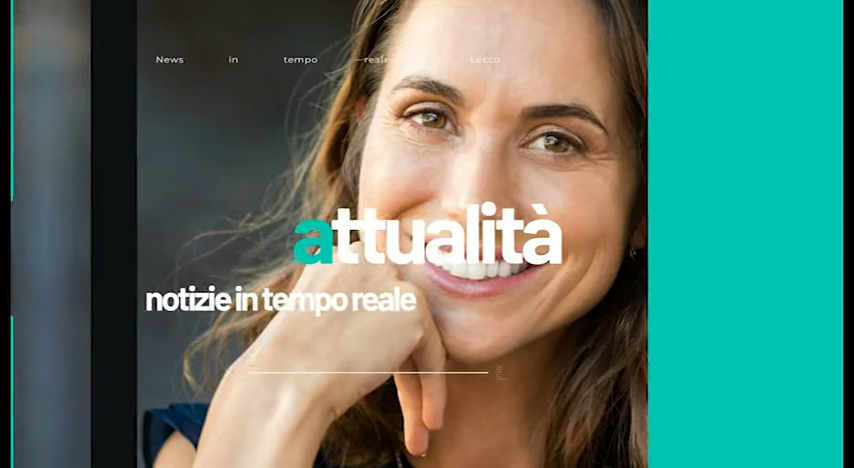 News in tempo reale Lecco
attualità
notizie in tempo reale